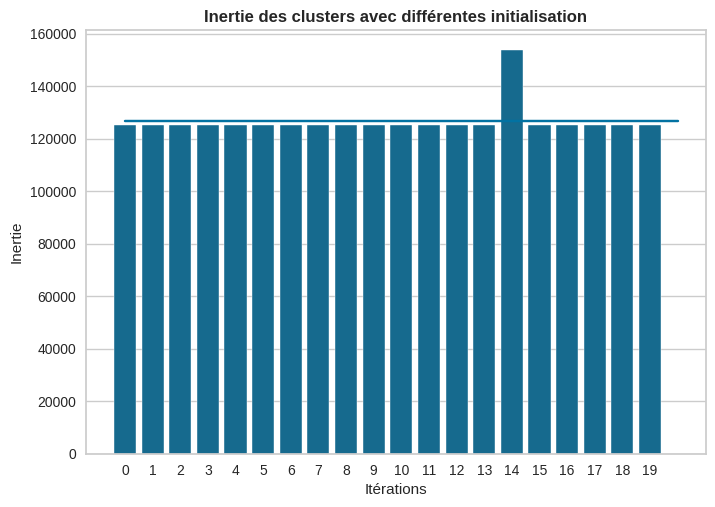 Inertie des clusters avec différentes initialisation
160000
140000
120000
100000
80000
60000
40000
20000
0
Inertie
0 1 2 3 4 5 6 7 8 9 10 11 12 13 14 15 16 17 18 19
Itérations